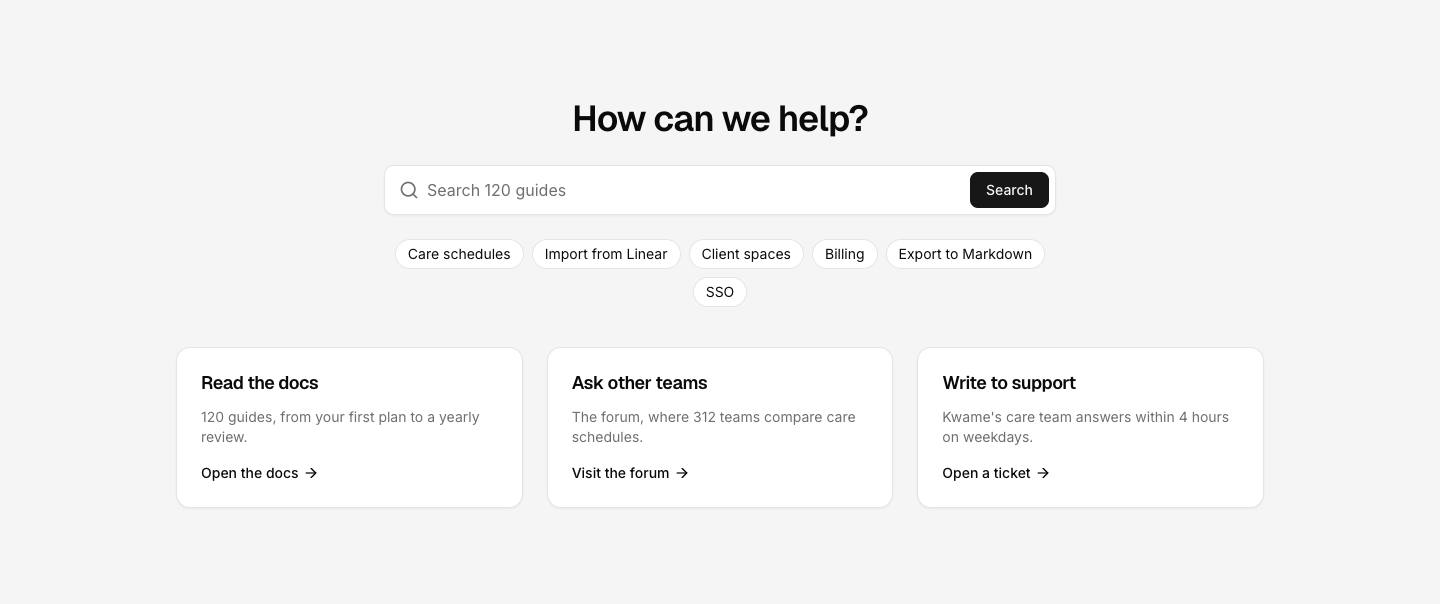 How can we help?
Search 120 guides
Search
Care schedules
Import from Linear
Client spaces
Billing
Export to Markdown
SSO
Read the docs
120 guides, from your first plan to a yearly
review.
Open the docs →
Ask other teams
The forum, where 312 teams compare care
schedules.
Visit the forum →
Write to support
Kwame's care team answers within 4 hours
on weekdays.
Open a ticket →